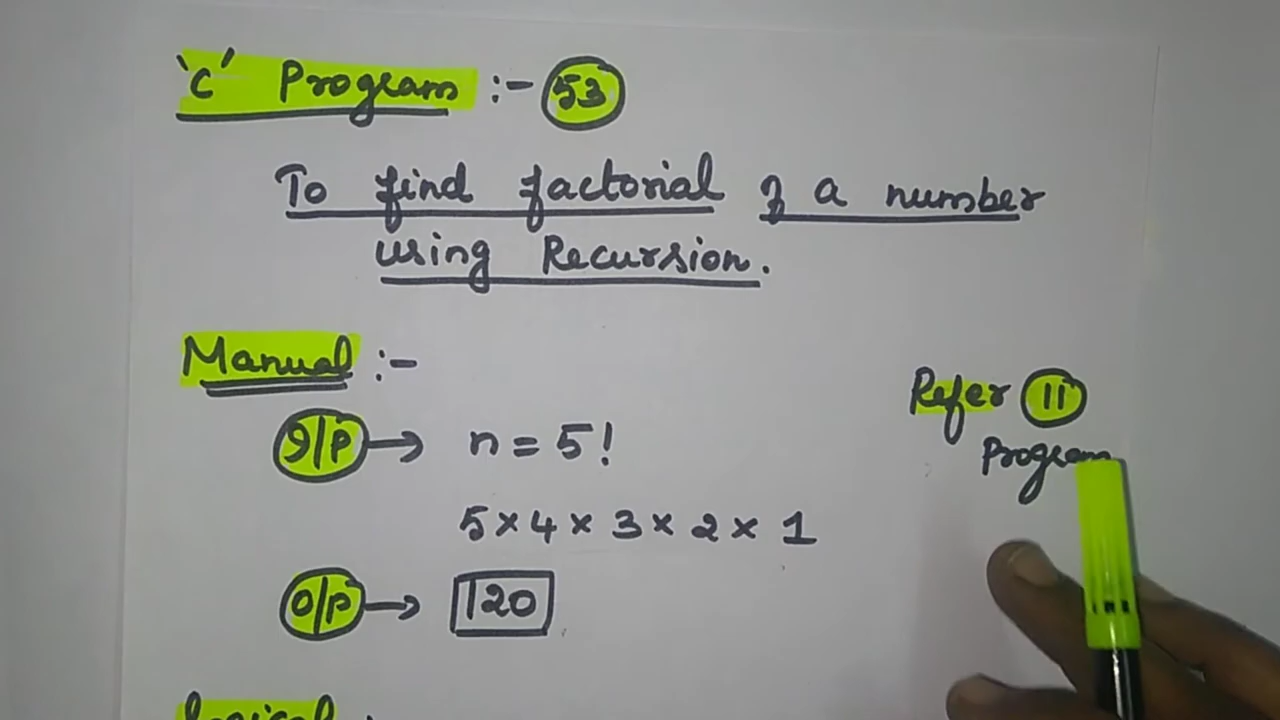 'C' Program :- 53
To find factorial of a number
using Recursion.
Manual :-
Refer 11
Program
I/P → n = 5!
5 × 4 × 3 × 2 × 1
O/P → 120
Logical :